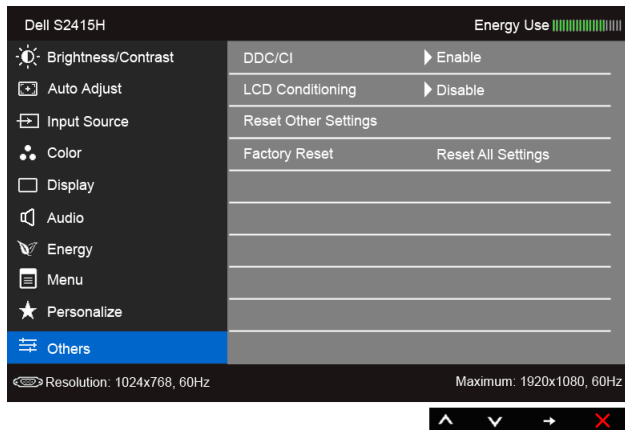 Dell S2415H Energy Use
Brightness/Contrast DDC/CI Enable
Auto Adjust LCD Conditioning Disable
Input Source Reset Other Settings
Color Factory Reset Reset All Settings
Display
Audio
Energy
Menu
Personalize
Others
Resolution: 1024x768, 60Hz Maximum: 1920x1080, 60Hz